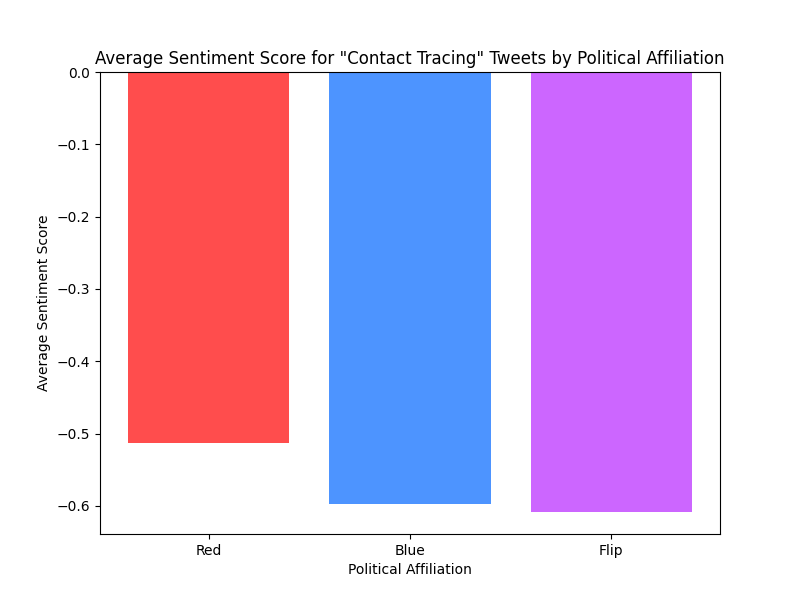 Average Sentiment Score for "Contact Tracing" Tweets by Political Affiliation
0.0
−0.1
−0.2
−0.3
−0.4
−0.5
−0.6
Average Sentiment Score
Red
Blue
Flip
Political Affiliation